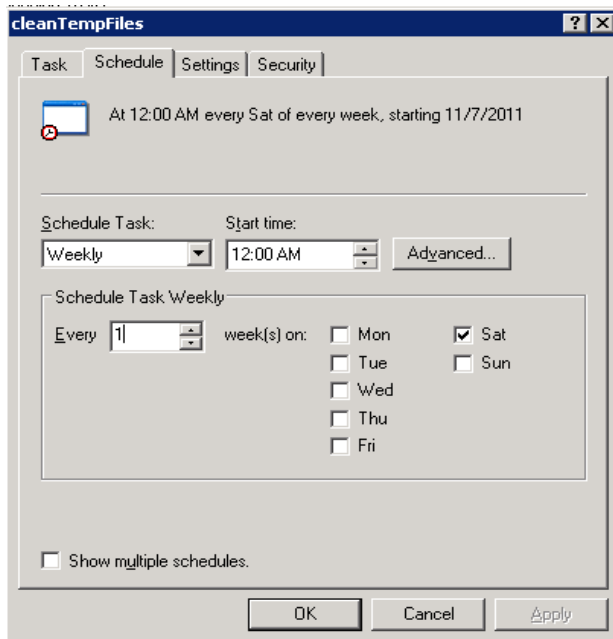 cleanTempFiles
Task Schedule Settings Security
At 12:00 AM every Sat of every week, starting 11/7/2011
Schedule Task: Start time:
Weekly 12:00 AM Advanced...
Schedule Task Weekly
Every 1 week(s) on: Mon Sat
Tue Sun
Wed
Thu
Fri
Show multiple schedules.
OK Cancel Apply